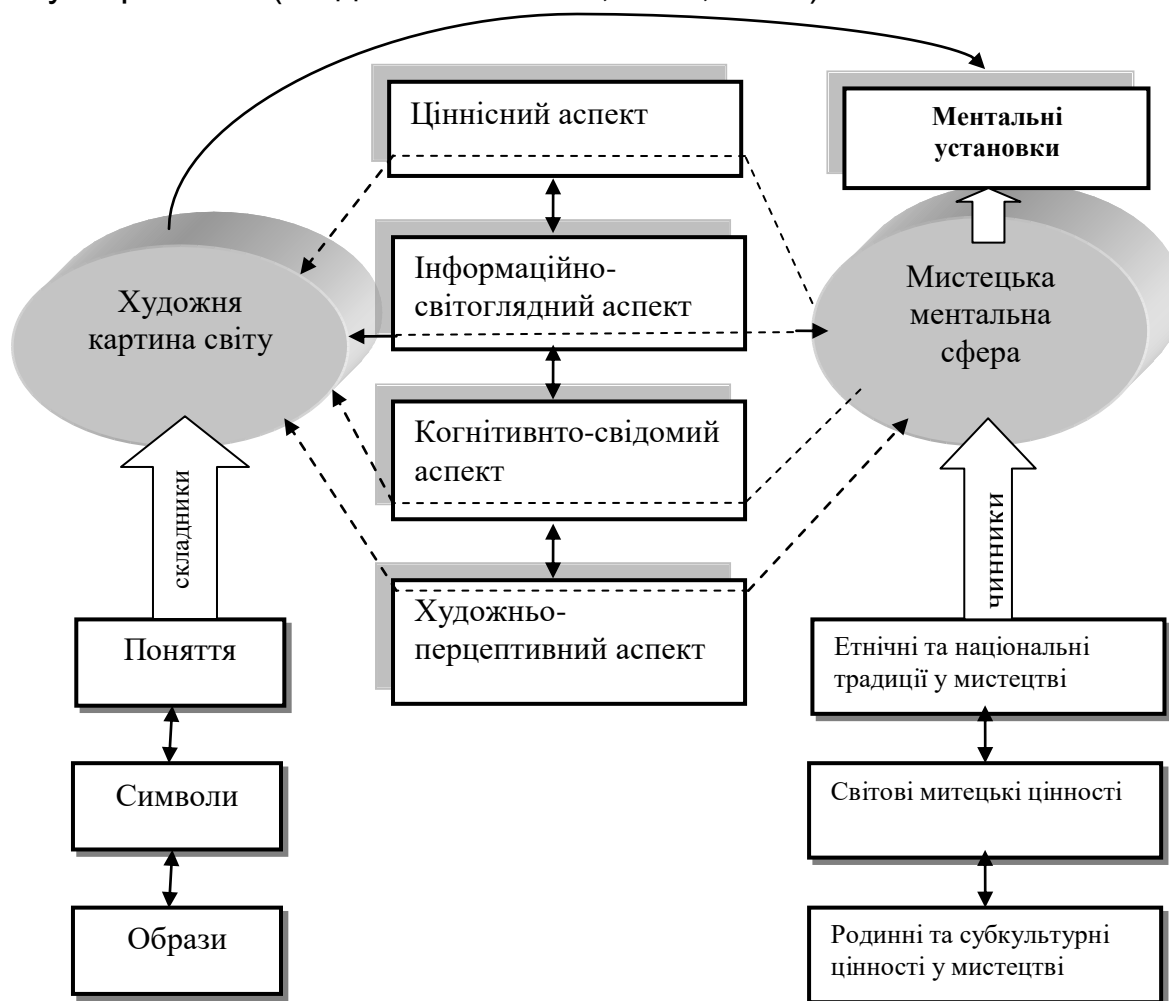 Ціннісний аспект
Ментальні
установки
Інформаційно-
світоглядний аспект
Художня
картина світу
Мистецька
ментальна
сфера
Когнітивнто-свідомий
аспект
складники
чинники
Художньо-
перцептивний аспект
Поняття
Етнічні та національні
традиції у мистецтві
Символи
Світові митецькі цінності
Образи
Родинні та субкультурні
цінності у мистецтві